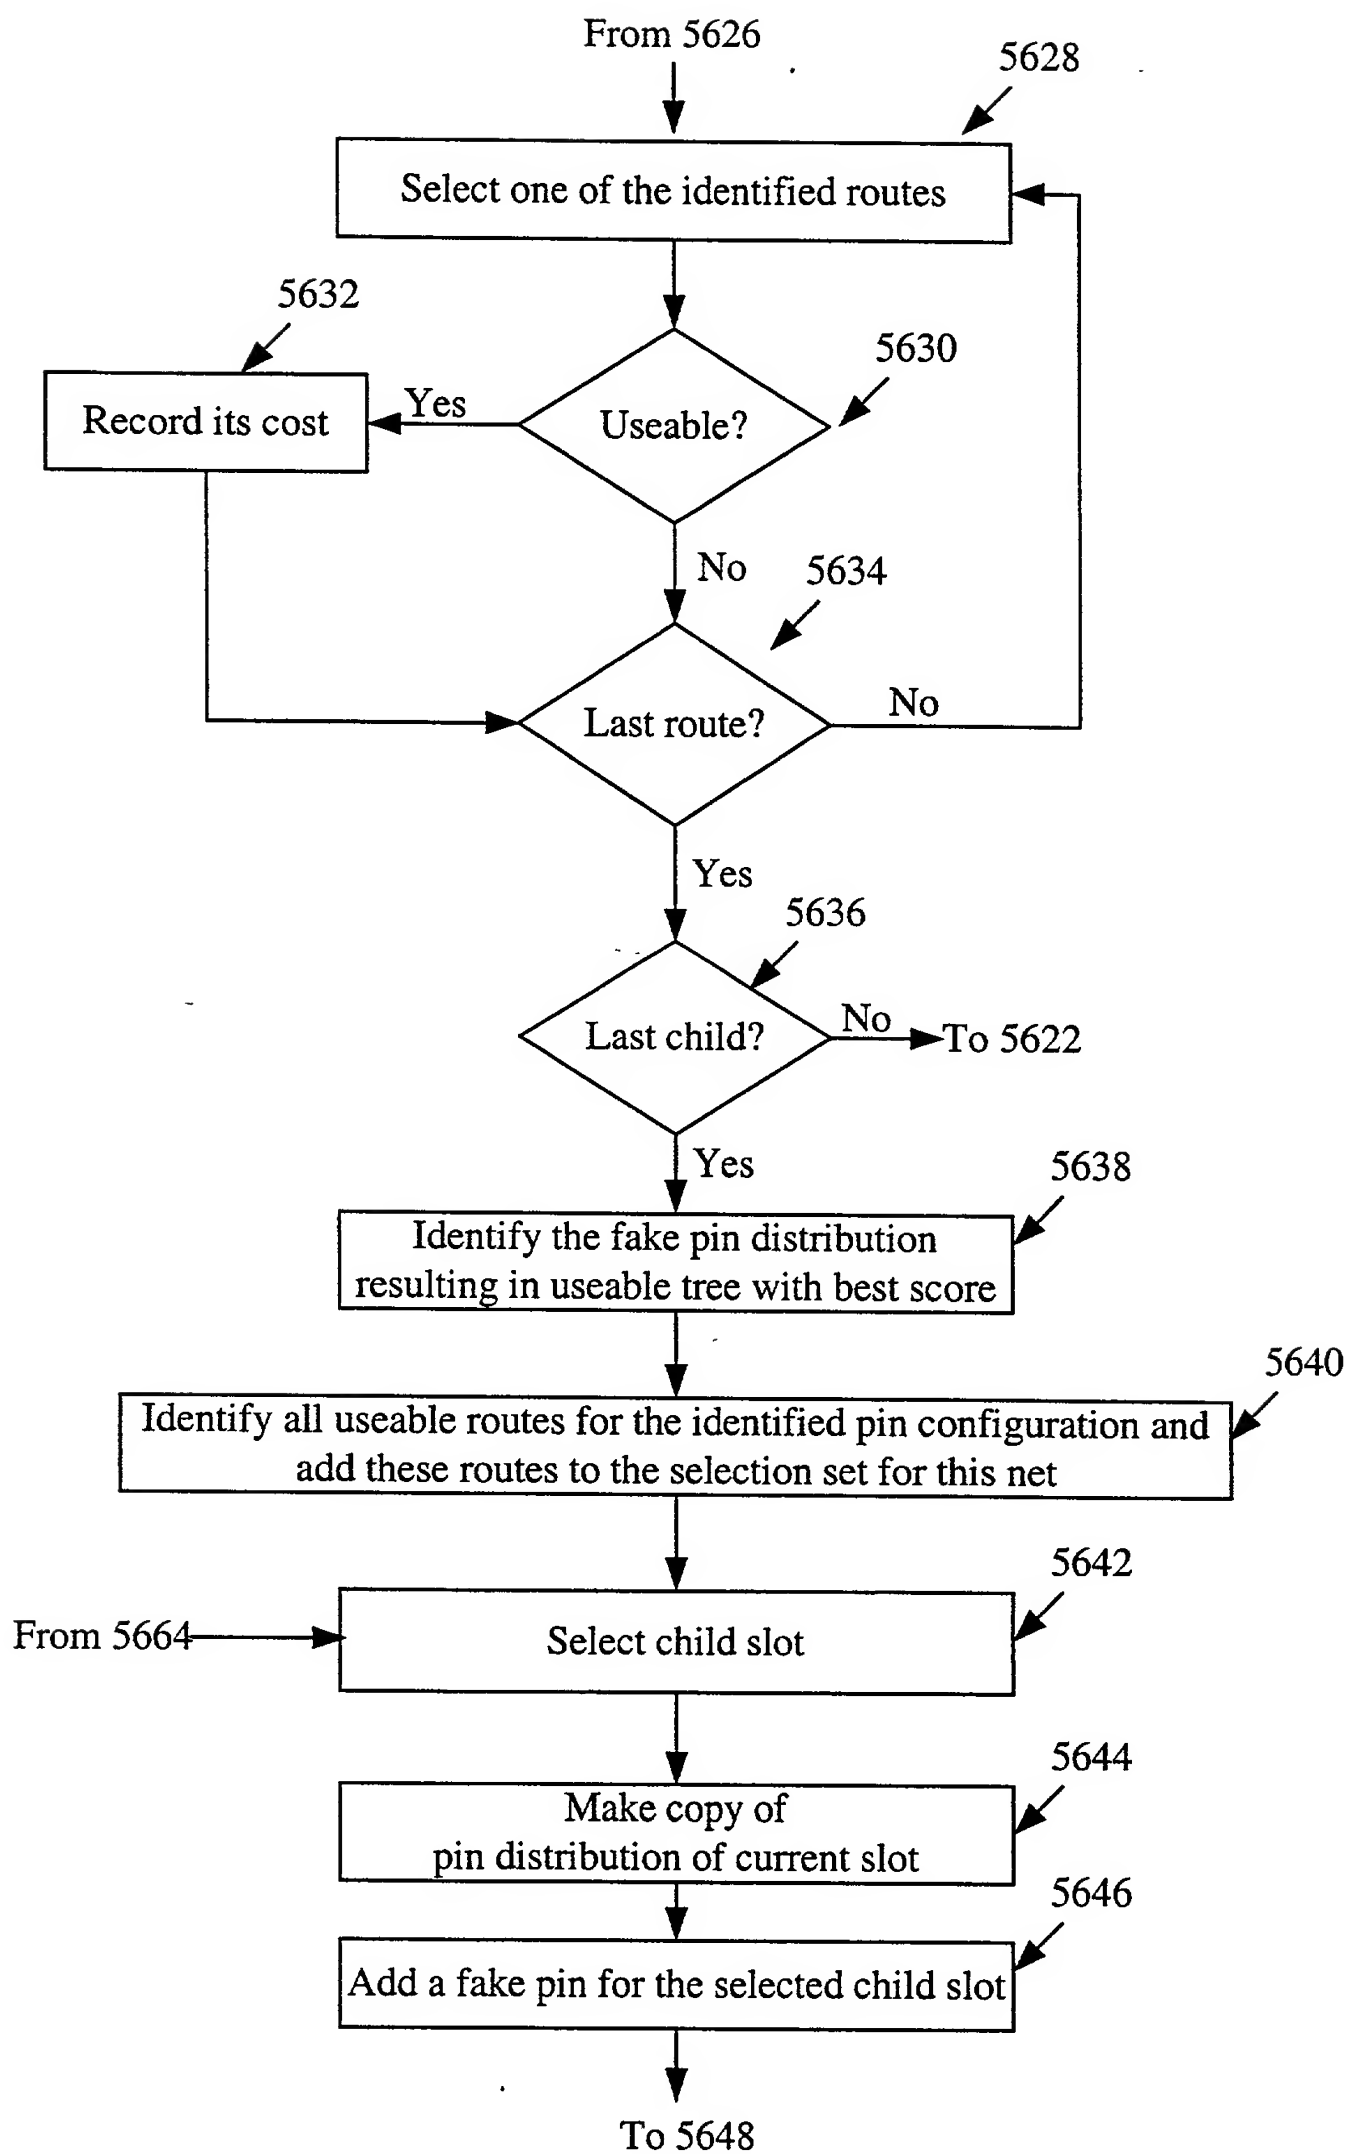 From 5626
5628
Select one of the identified routes
5632
5630
Record its cost
Yes
Useable?
No
5634
Last route?
No
Yes
5636
Last child?
No
To 5622
Yes
5638
Identify the fake pin distribution
resulting in useable tree with best score
5640
Identify all useable routes for the identified pin configuration and
add these routes to the selection set for this net
5642
From 5664
Select child slot
5644
Make copy of
pin distribution of current slot
5646
Add a fake pin for the selected child slot
To 5648